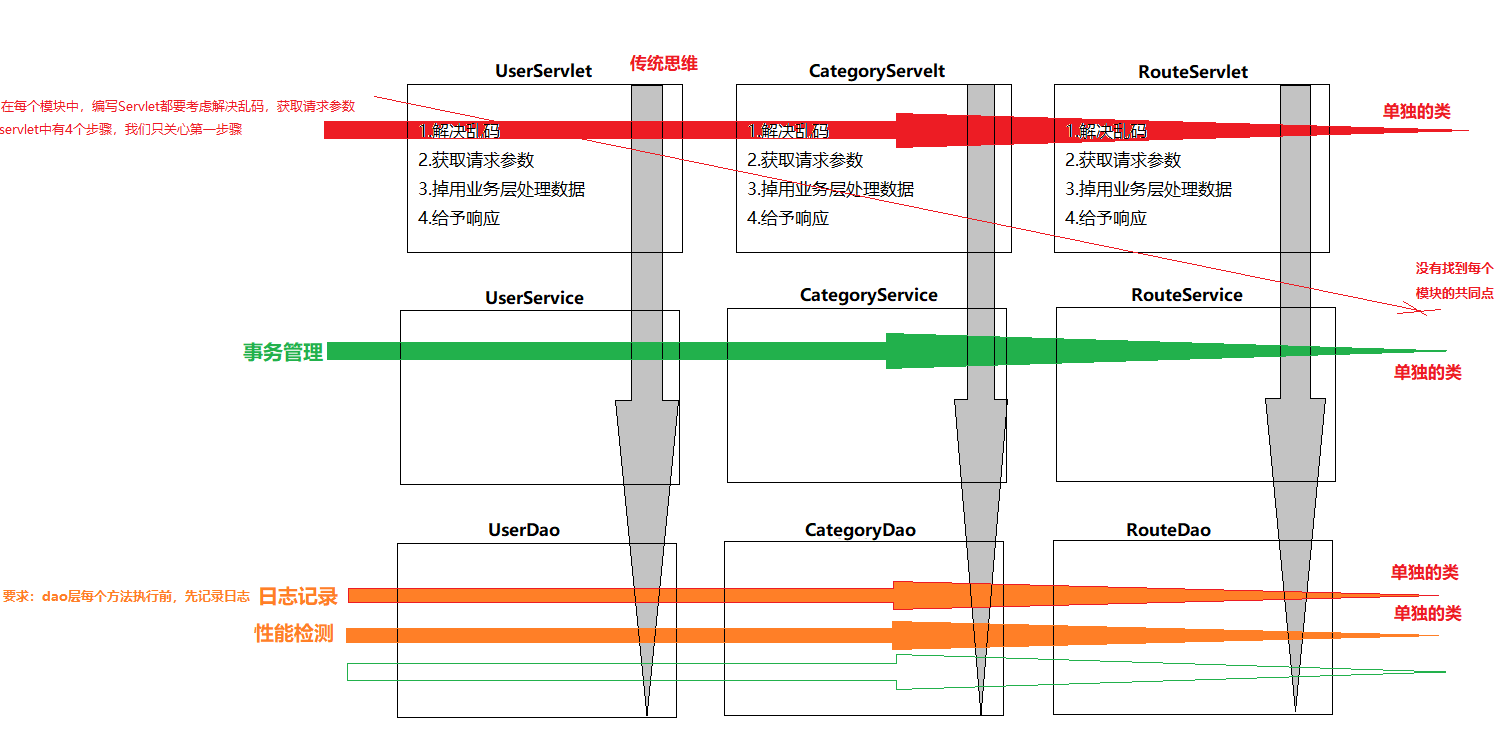 传统思维
UserServlet
CategoryServelt
RouteServlet
在每个模块中，编写Servlet都要考虑解决乱码，获取请求参数
servlet中有4个步骤，我们只关心第一步骤
单独的类
1.解决乱码
2.获取请求参数
3.掉用业务层处理数据
4.给予响应
1.解决乱码
2.获取请求参数
3.掉用业务层处理数据
4.给予响应
1.解决乱码
2.获取请求参数
3.掉用业务层处理数据
4.给予响应
没有找到每个
模块的共同点
UserService
CategoryService
RouteService
事务管理
单独的类
UserDao
CategoryDao
RouteDao
要求：dao层每个方法执行前，先记录日志
日志记录
单独的类
性能检测
单独的类